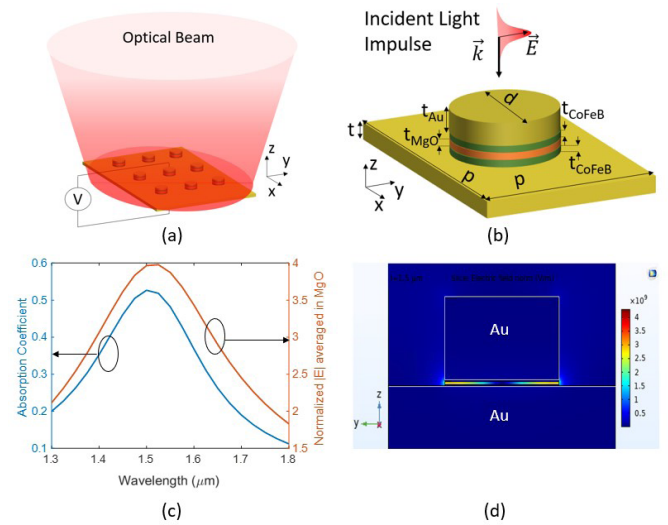 Optical Beam
V
z
y
x
(a)
Incident Light
Impulse
k
E
d
t_Au
t_CoFeB
t
t_MgO
t_CoFeB
p
p
z
y
x
(b)
0.6
0.5
0.4
0.3
0.2
0.1
Absorption Coefficient
4
3.5
3
2.5
2
1.5
Normalized |E| averaged in MgO
1.3
1.4
1.5
1.6
1.7
1.8
Wavelength (μm)
(c)
Au
Au
z
y
x
×10⁹
4
3.5
3
2.5
2
1.5
1
0.5
(d)